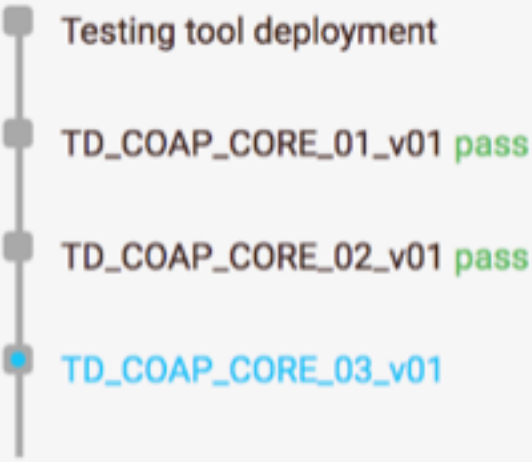 Testing tool deployment
TD_COAP_CORE_01_v01 pass
TD_COAP_CORE_02_v01 pass
TD_COAP_CORE_03_v01